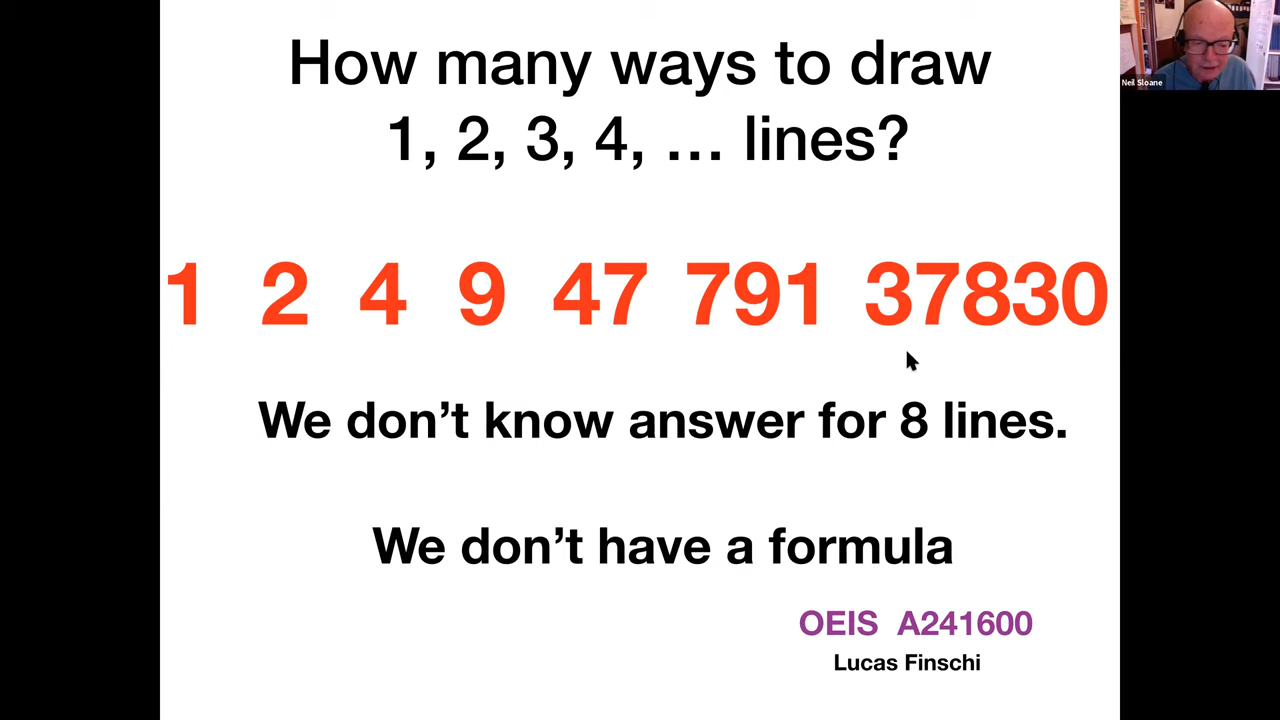 How many ways to draw
1, 2, 3, 4, … lines?
1 2 4 9 47 791 37830
We don’t know answer for 8 lines.
We don’t have a formula
OEIS A241600
Lucas Finschi
Neil Sloane